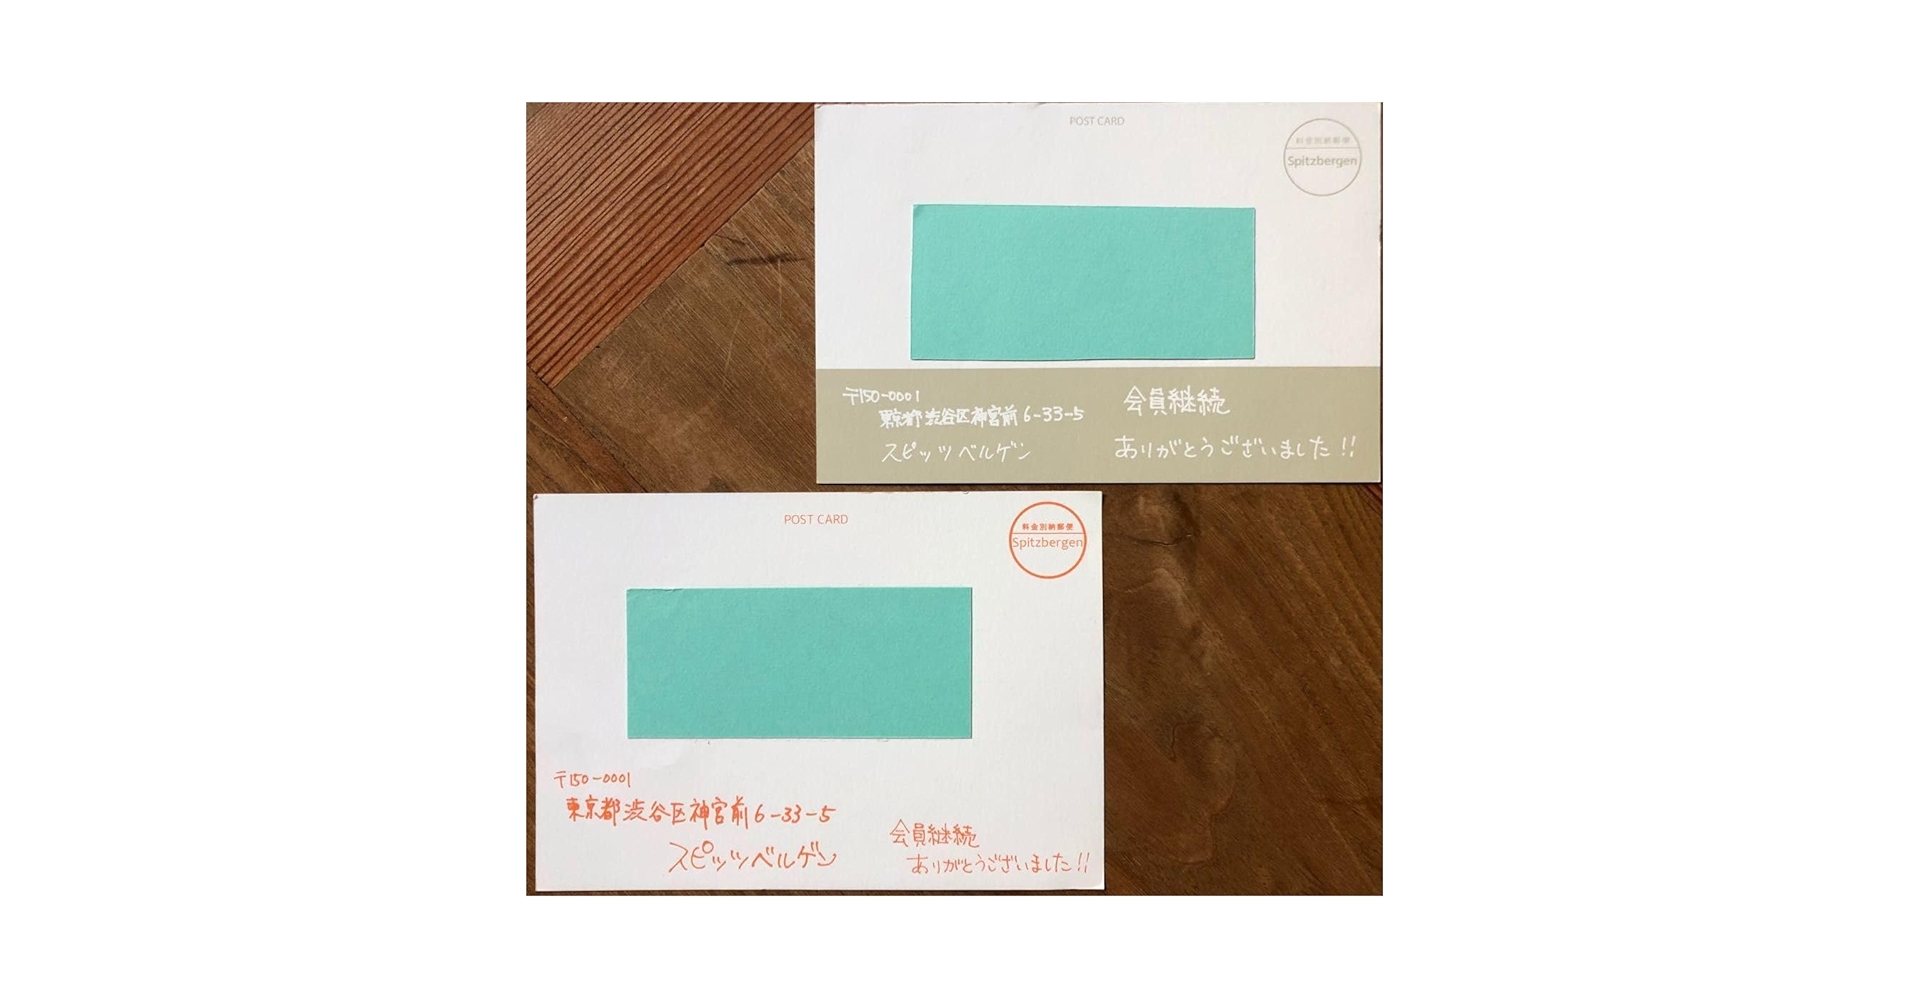 POST CARD
料金別納郵便
Spitzbergen
〒150-0001
東京都渋谷区神宮前6-33-5
スピッツベルゲン
会員継続
ありがとうございました!!
POST CARD
料金別納郵便
Spitzbergen
〒150-0001
東京都渋谷区神宮前6-33-5
スピッツベルゲン
会員継続
ありがとうございました!!